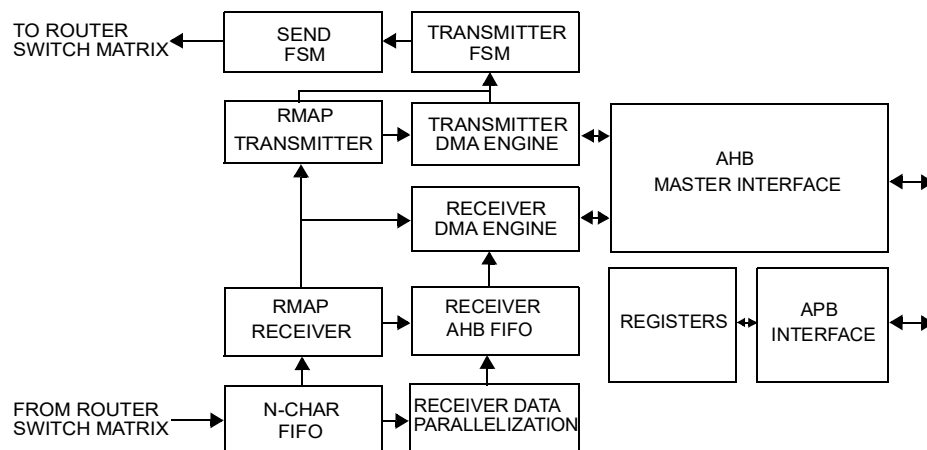 TO ROUTER
SWITCH MATRIX
SEND
FSM
TRANSMITTER
FSM
RMAP
TRANSMITTER
TRANSMITTER
DMA ENGINE
AHB
MASTER INTERFACE
RECEIVER
DMA ENGINE
RMAP
RECEIVER
RECEIVER
AHB FIFO
REGISTERS
APB
INTERFACE
FROM ROUTER
SWITCH MATRIX
N-CHAR
FIFO
RECEIVER DATA
PARALLELIZATION